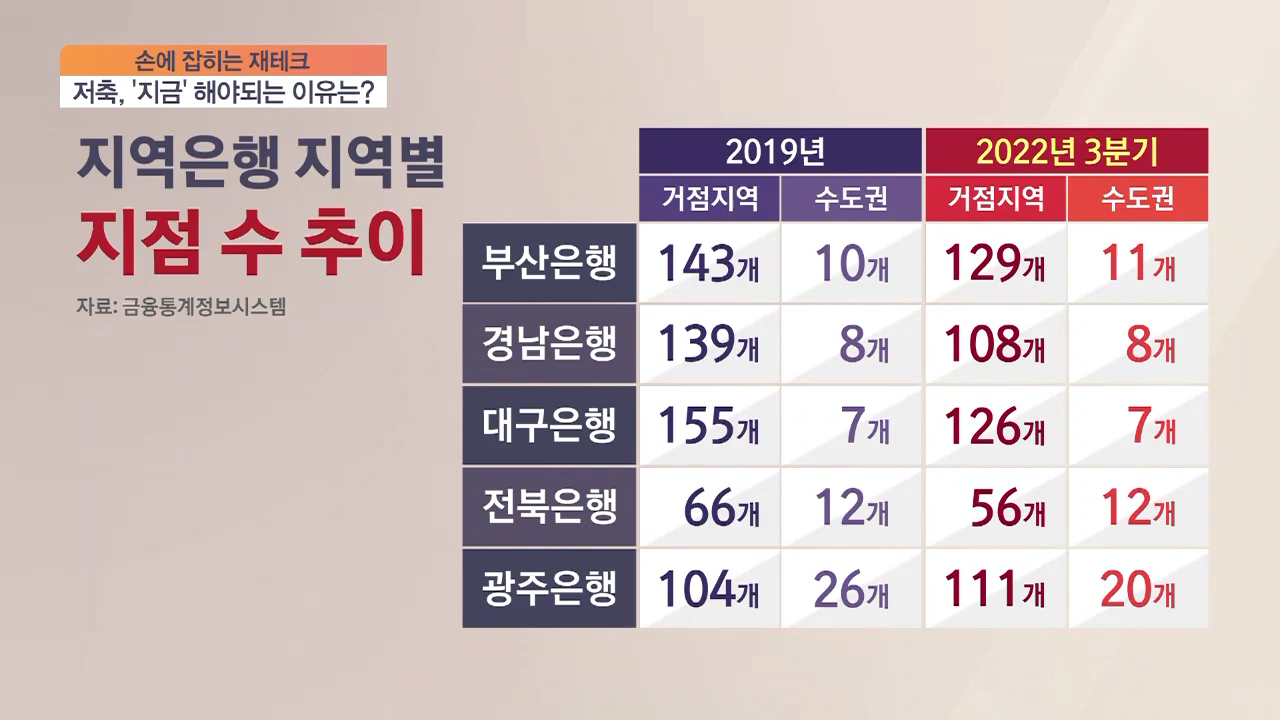 손에 잡히는 재테크
저축, '지금' 해야되는 이유는?
지역은행 지역별
지점 수 추이
자료: 금융통계정보시스템
2019년 2022년 3분기
거점지역 수도권 거점지역 수도권
부산은행 143개 10개 129개 11개
경남은행 139개 8개 108개 8개
대구은행 155개 7개 126개 7개
전북은행 66개 12개 56개 12개
광주은행 104개 26개 111개 20개